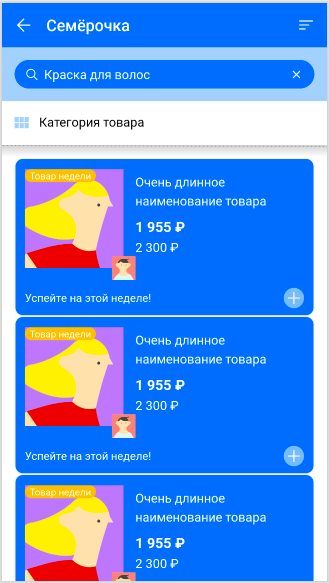 Семёрочка
Краска для волос
Категория товара
Товар недели
Очень длинное
наименование товара
1 955 ₽
2 300 ₽
Успейте на этой неделе!
Товар недели
Очень длинное
наименование товара
1 955 ₽
2 300 ₽
Успейте на этой неделе!
Товар недели
Очень длинное
наименование товара
1 955 ₽
2 300 ₽